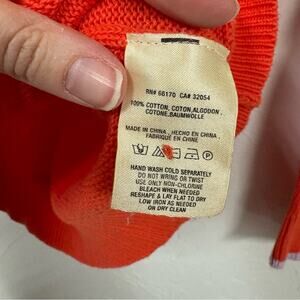 RN# 66170 CA# 32054
100% COTTON, COTON, ALGODON,
COTONE, BAUMWOLLE
MADE IN CHINA, HECHO EN CHINA
FABRIQUÉ EN CHINE
HAND WASH COLD SEPARATELY
DO NOT WRING OR TWIST
USE ONLY NON-CLORINE
BLEACH WHEN NEEDED
RESHAPE & LAY FLAT TO DRY
LOW IRON AS NEEDED
OR DRY CLEAN